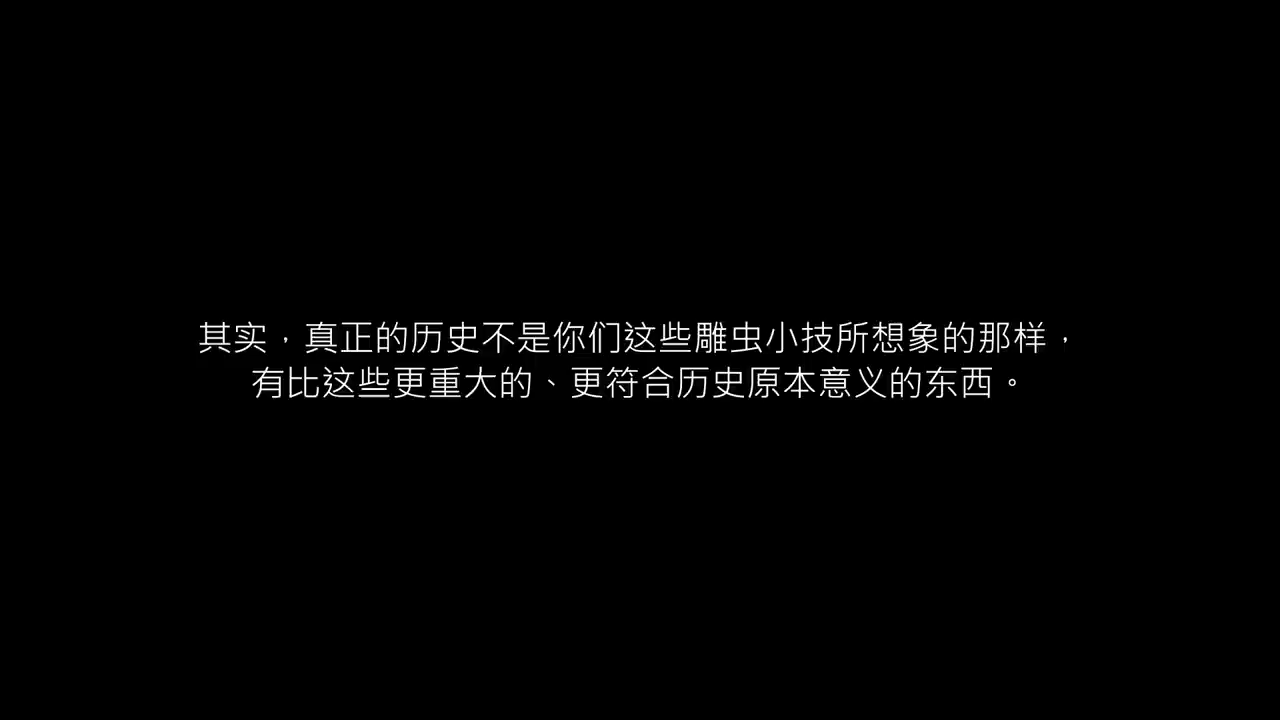 其实，真正的历史不是你们这些雕虫小技所想象的那样，
有比这些更重大的、更符合历史原本意义的东西。